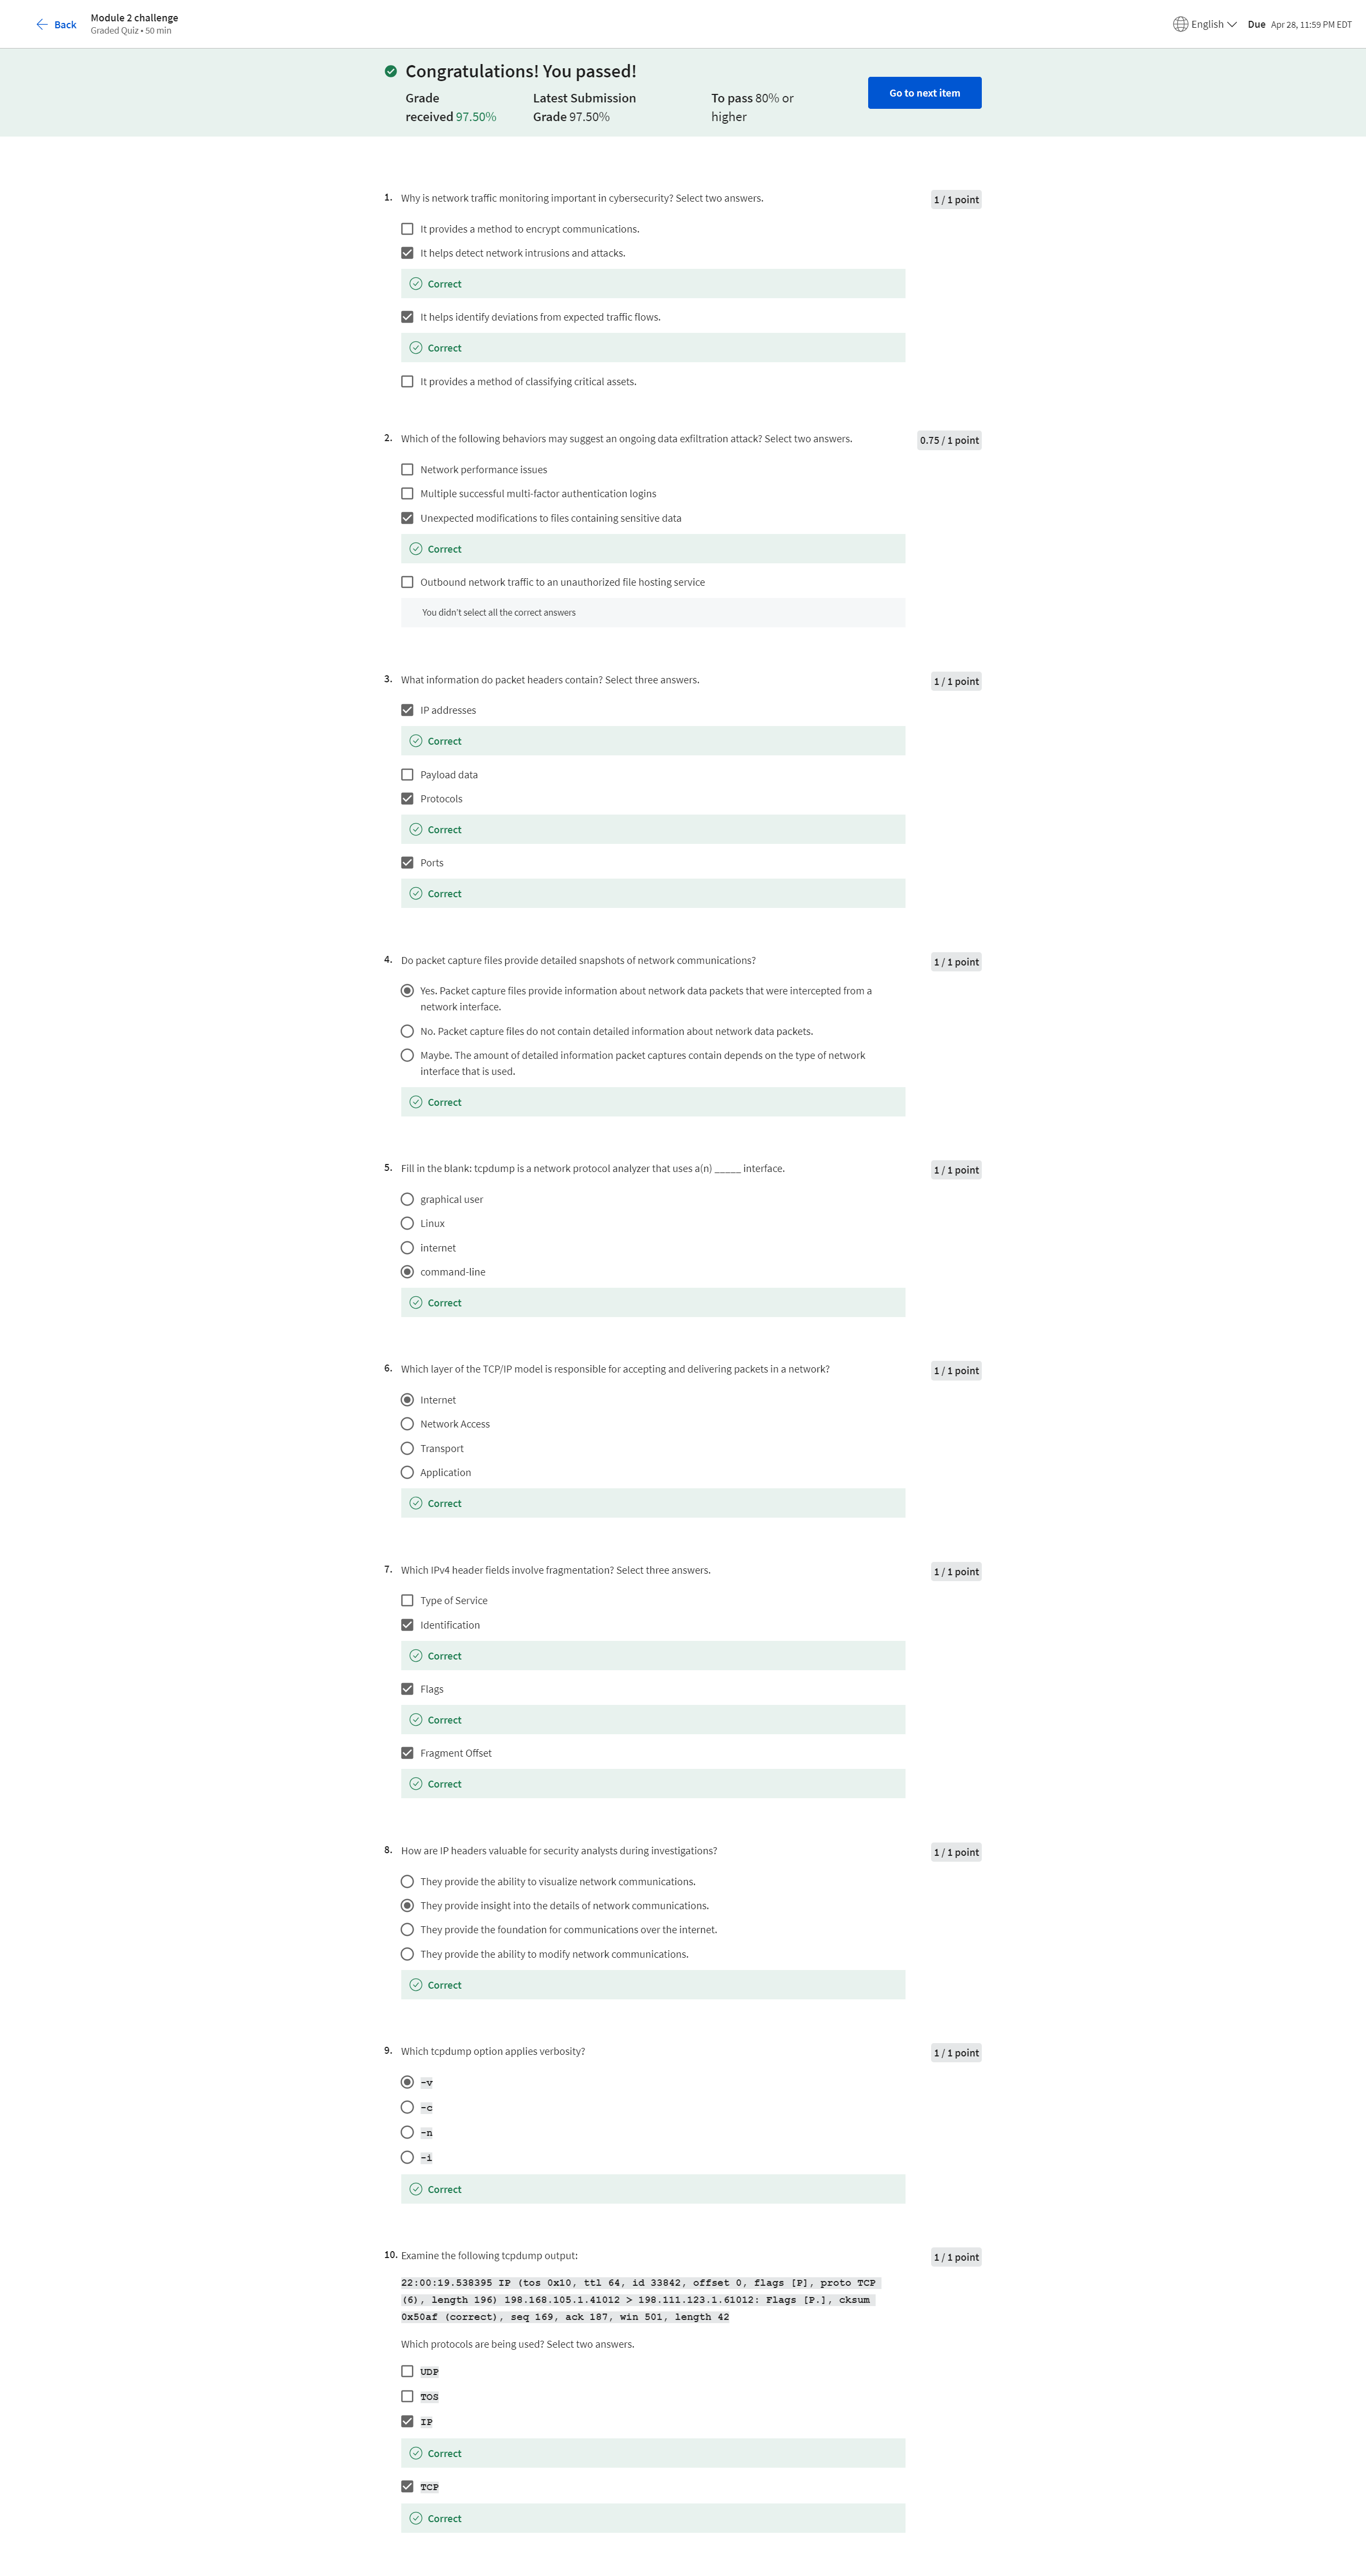 Back
Module 2 challenge
Graded Quiz • 50 min
English
Due Apr 28, 11:59 PM EDT
Congratulations! You passed!
Grade
received 97.50%
Latest Submission
Grade 97.50%
To pass 80% or
higher
Go to next item
1. Why is network traffic monitoring important in cybersecurity? Select two answers.
1 / 1 point
It provides a method to encrypt communications.
It helps detect network intrusions and attacks.
Correct
It helps identify deviations from expected traffic flows.
Correct
It provides a method of classifying critical assets.
2. Which of the following behaviors may suggest an ongoing data exfiltration attack? Select two answers.
0.75 / 1 point
Network performance issues
Multiple successful multi-factor authentication logins
Unexpected modifications to files containing sensitive data
Correct
Outbound network traffic to an unauthorized file hosting service
You didn't select all the correct answers
3. What information do packet headers contain? Select three answers.
1 / 1 point
IP addresses
Correct
Payload data
Protocols
Correct
Ports
Correct
4. Do packet capture files provide detailed snapshots of network communications?
1 / 1 point
Yes. Packet capture files provide information about network data packets that were intercepted from a
network interface.
No. Packet capture files do not contain detailed information about network data packets.
Maybe. The amount of detailed information packet captures contain depends on the type of network
interface that is used.
Correct
5. Fill in the blank: tcpdump is a network protocol analyzer that uses a(n) _____ interface.
1 / 1 point
graphical user
Linux
internet
command-line
Correct
6. Which layer of the TCP/IP model is responsible for accepting and delivering packets in a network?
1 / 1 point
Internet
Network Access
Transport
Application
Correct
7. Which IPv4 header fields involve fragmentation? Select three answers.
1 / 1 point
Type of Service
Identification
Correct
Flags
Correct
Fragment Offset
Correct
8. How are IP headers valuable for security analysts during investigations?
1 / 1 point
They provide the ability to visualize network communications.
They provide insight into the details of network communications.
They provide the foundation for communications over the internet.
They provide the ability to modify network communications.
Correct
9. Which tcpdump option applies verbosity?
1 / 1 point
-v
-c
-n
-i
Correct
10. Examine the following tcpdump output:
1 / 1 point
22:00:19.538395 IP (tos 0x10, ttl 64, id 33842, offset 0, flags [P], proto TCP
(6), length 196) 198.168.105.1.41012 > 198.111.123.1.61012: Flags [P.], cksum
0x50af (correct), seq 169, ack 187, win 501, length 42
Which protocols are being used? Select two answers.
UDP
TOS
IP
Correct
TCP
Correct